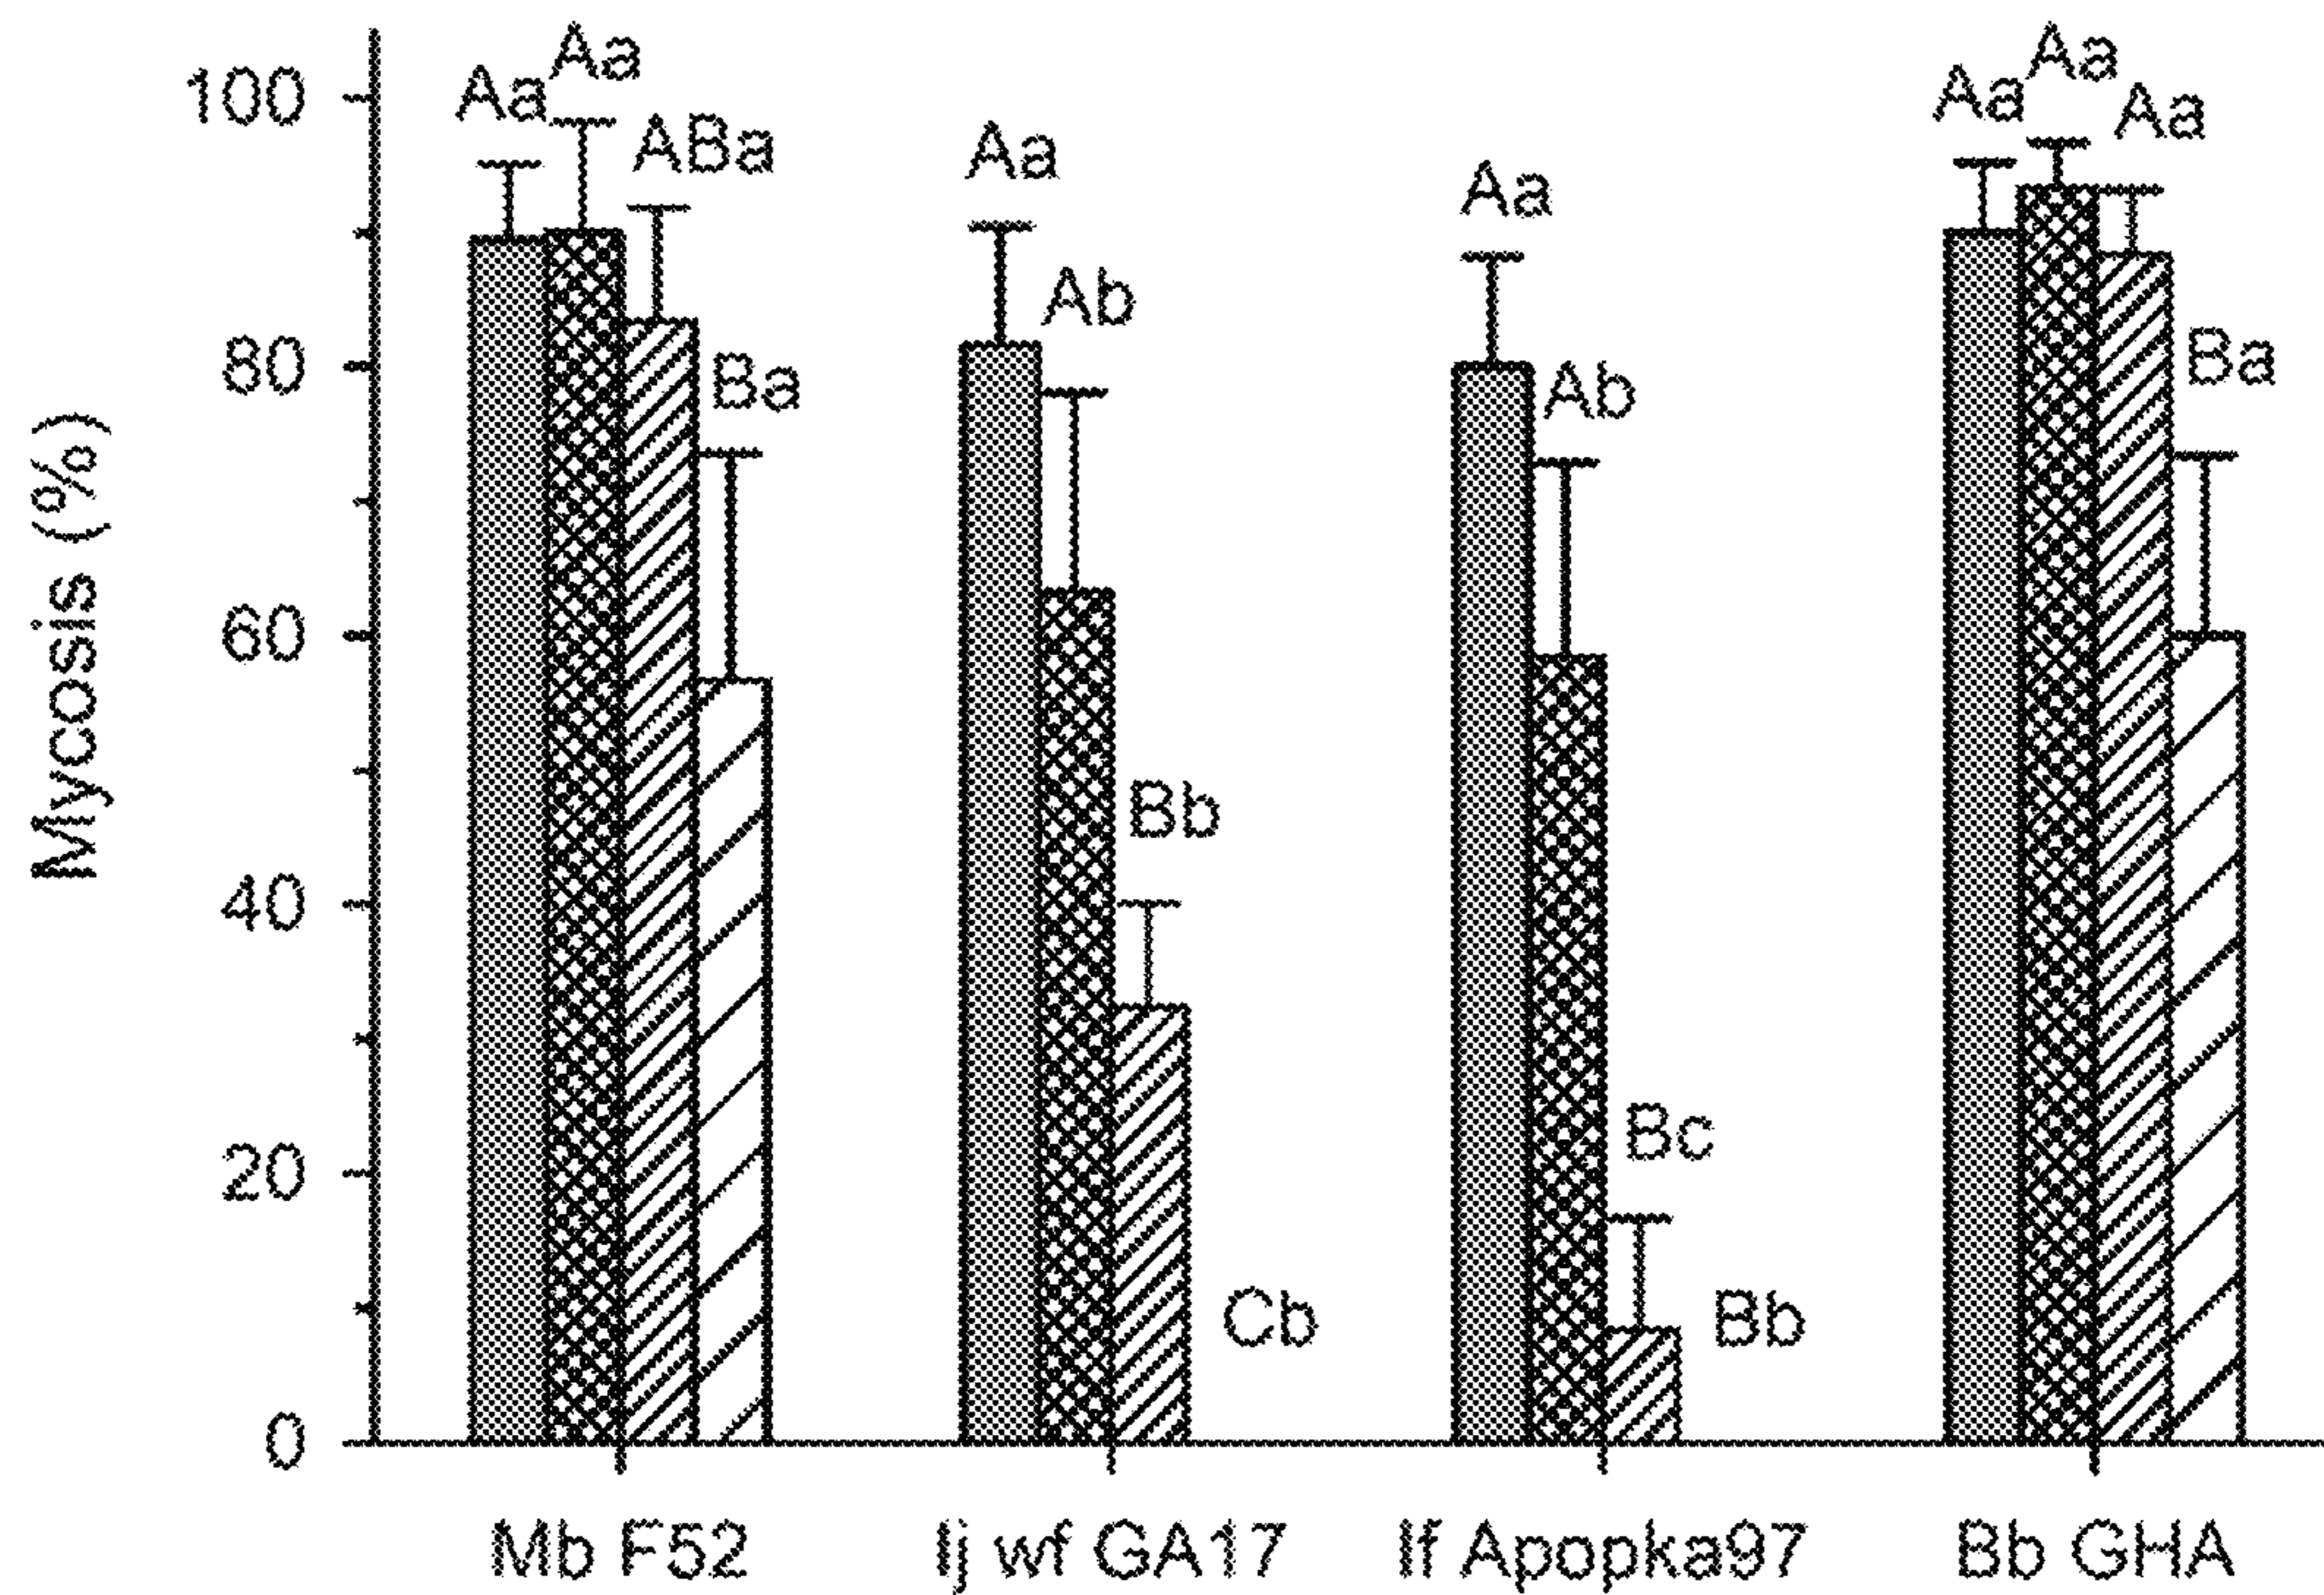 Mycosis (%)
100
80
60
40
20
0
Aa
Aa
ABa
Ba
Aa
Ab
Bb
Cb
Aa
Ab
Bc
Bb
Aa
Aa
Aa
Ba
Mb F52
Ij wf GA17
If Apopka97
Bb GHA